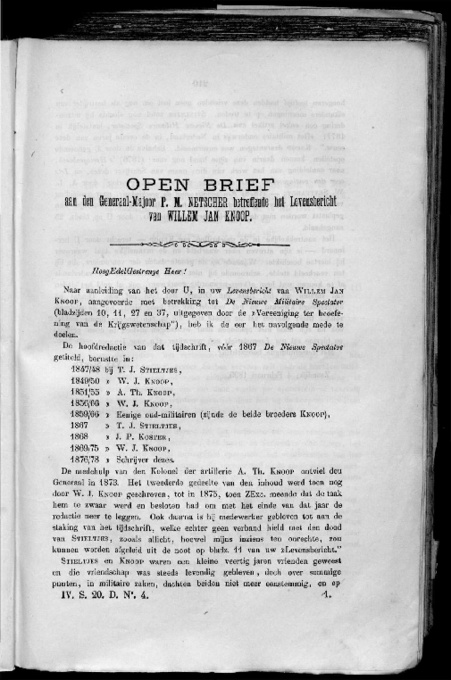 OPEN BRIEF
aan den Generaal-Majoor P. M. NETSCHER betreffende het Levensbericht
van WILLEM JAN KNOOP.
HoogEdelGestrenge Heer!
Naar aanleiding van het door U, in uw Levensbericht van WILLEM JAN
KNOOP, aangevoerde met betrekking tot De Nieuwe Militaire Spectator
(bladzijden 10, 11, 27 en 37, uitgegeven door de »Vereeniging ter beoefe-
ning van de Krijgswetenschap"), heb ik de eer het navolgende mede te
deelen.
De hoofdredactie van dat tijdschrift, vóór 1867 De Nieuwe Spectator
getiteld, berustte in:
1847/48 bij T. J. STIELTJES,
1849/50 » W. J. KNOOP,
1851/55 » A. TH. KNOOP,
1856/66 » W. J. KNOOP,
1859/66 » Eenige oud-militairen (zijnde de beide broeders KNOOP),
1867 » T. J. STIELTJES,
1868 » J. P. KOSTER,
1869/75 » W. J. KNOOP,
1876/78 » Schrijver dezes.
De medehulp van den Kolonel der artillerie A. TH. KNOOP ontviel den
Generaal in 1873. Het tweederde gedeelte van den inhoud werd toen nog
door W. J. KNOOP geschreven, tot in 1875, toen ZExc. meende dat de taak
hem te zwaar werd en besloten had om met het einde van dat jaar de
redactie neer te leggen. Ook daarna is hij medewerker gebleven tot aan de
staking van het tijdschrift, welke echter geen verband hield met den dood
van STIELTJES, zooals allicht, hoewel mijns inziens ten onrechte, zou
kunnen worden afgeleid uit de noot op bladz. 11 van uw »Levensbericht."
STIELTJES en KNOOP waren een kleine veertig jaren vrienden geweest
en die vriendschap was steeds levendig gebleven, doch over sommige
punten, in militaire zaken, dachten beiden niet meer eenstemmig, en op
IV. S. 20. D. N°. 4. 1.